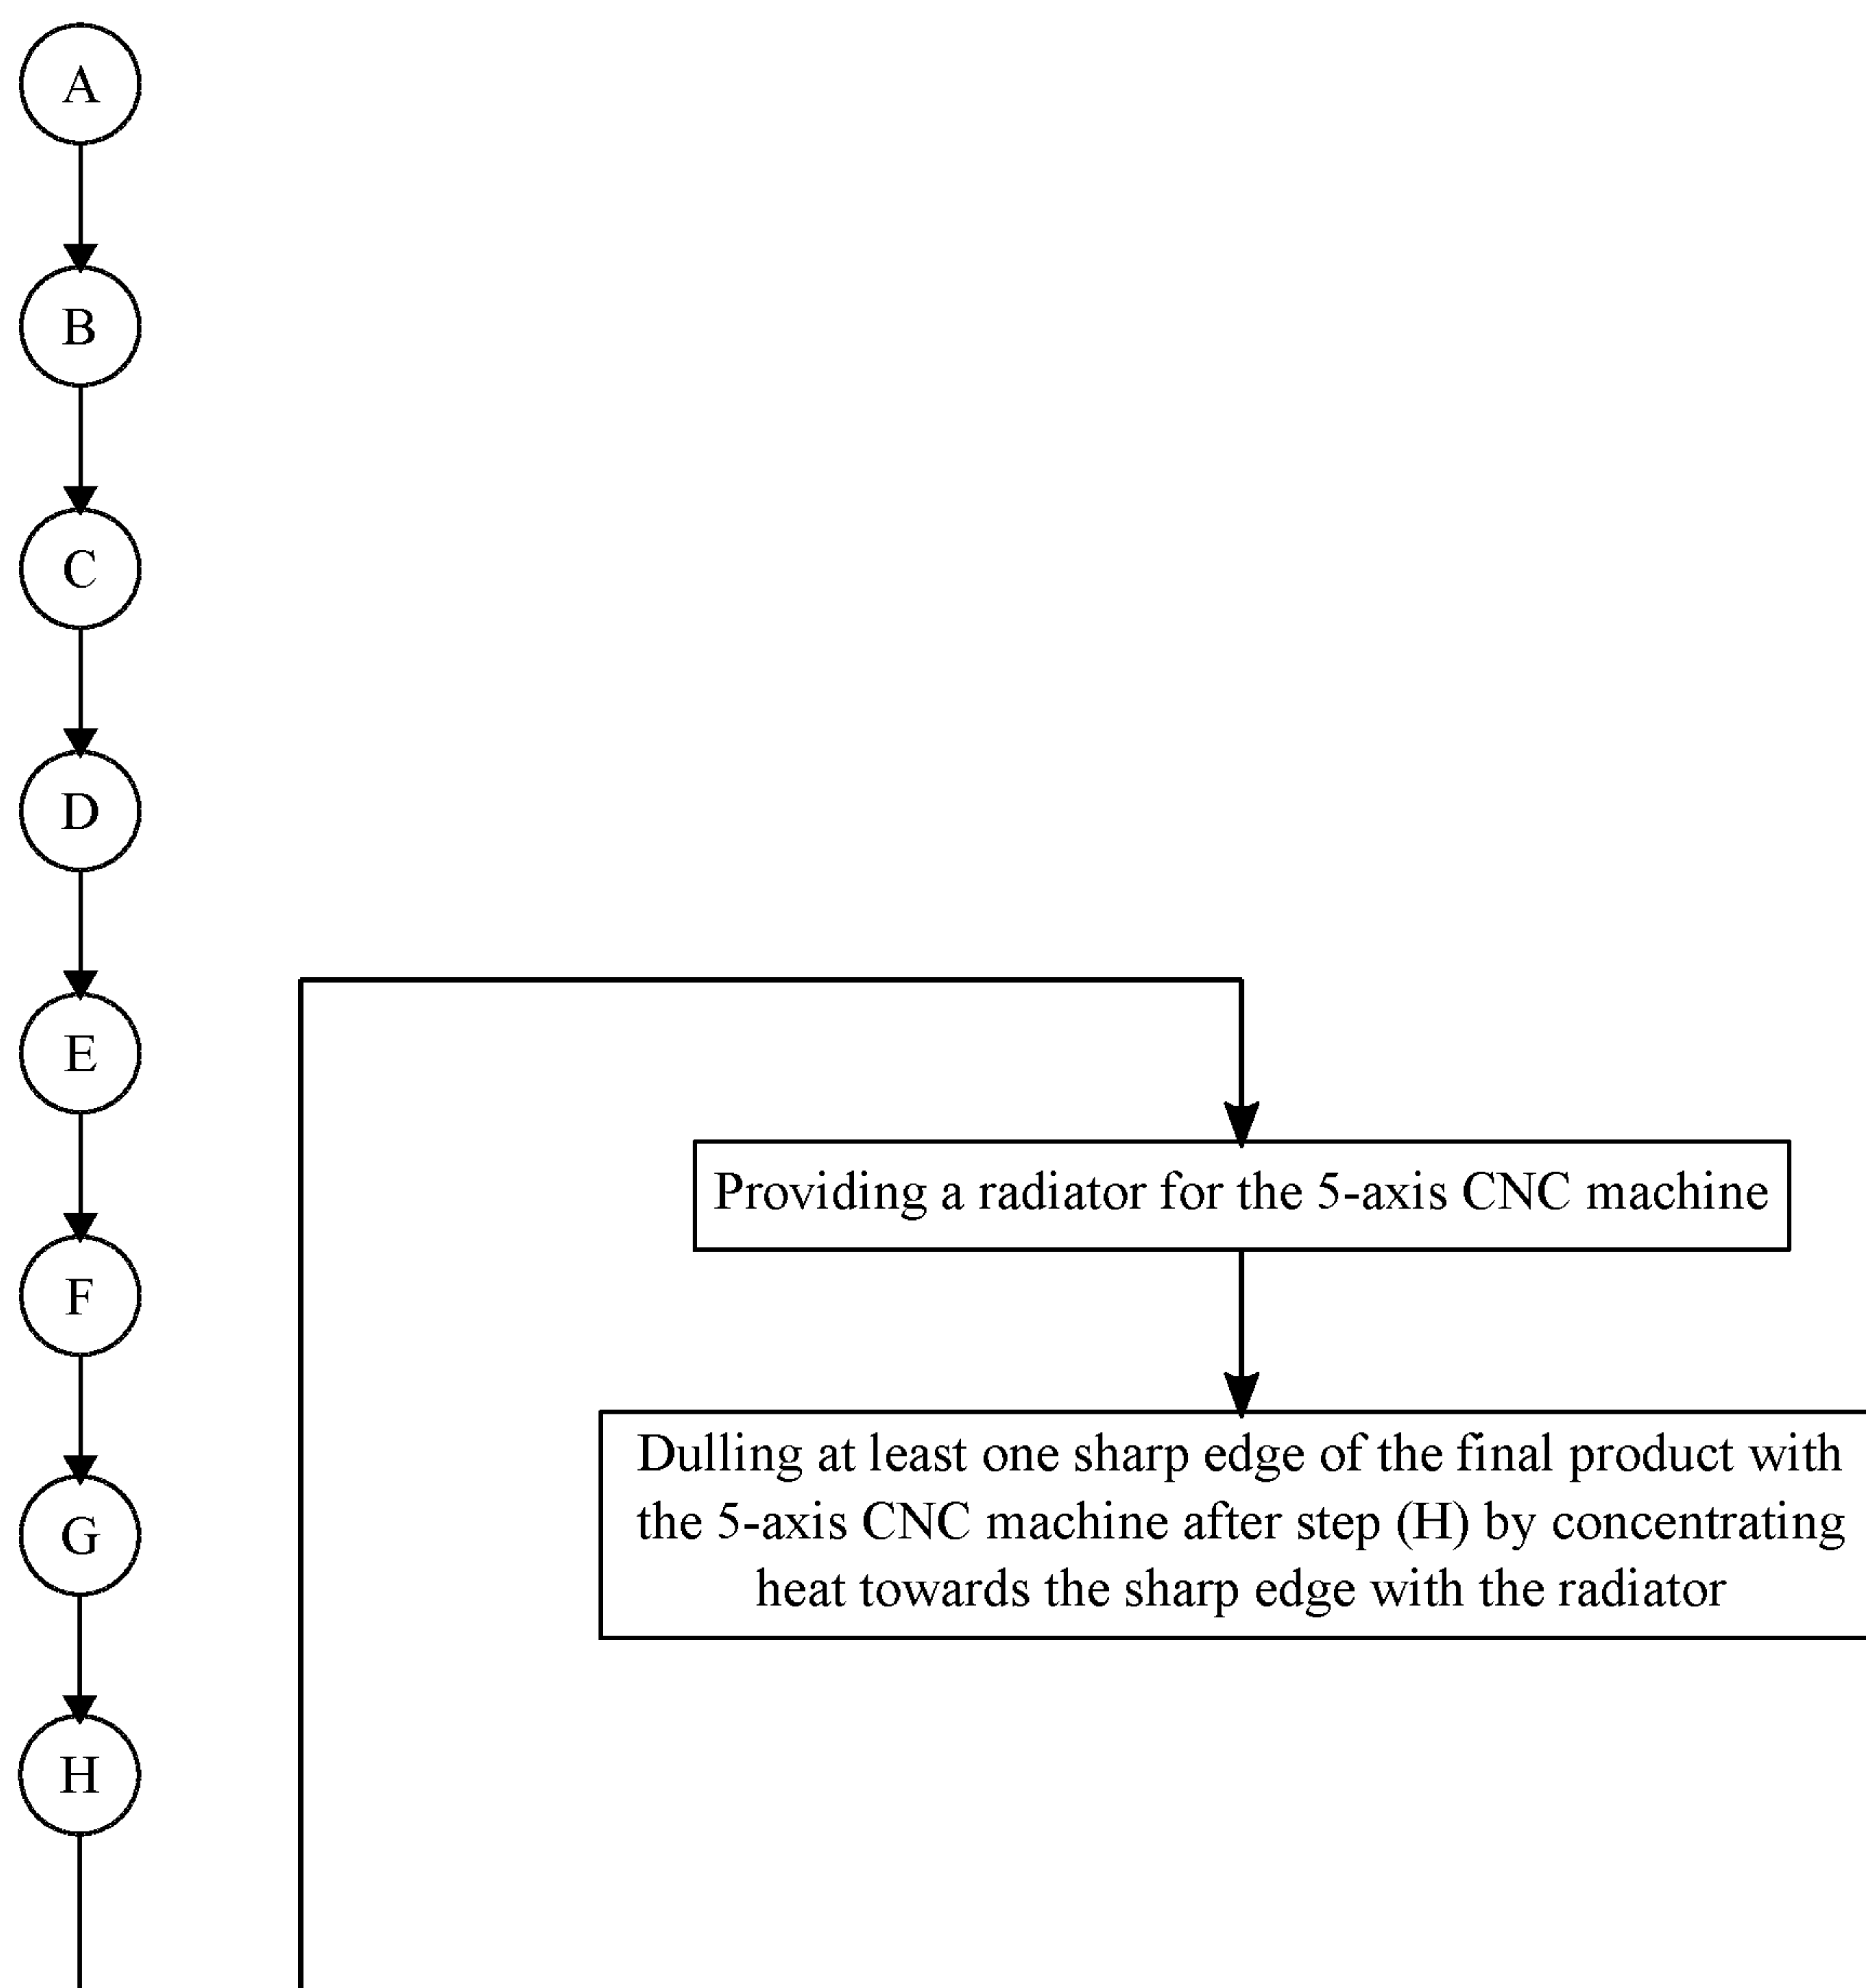 A
B
C
D
E
F
G
H
Providing a radiator for the 5-axis CNC machine
Dulling at least one sharp edge of the final product with
the 5-axis CNC machine after step (H) by concentrating
heat towards the sharp edge with the radiator